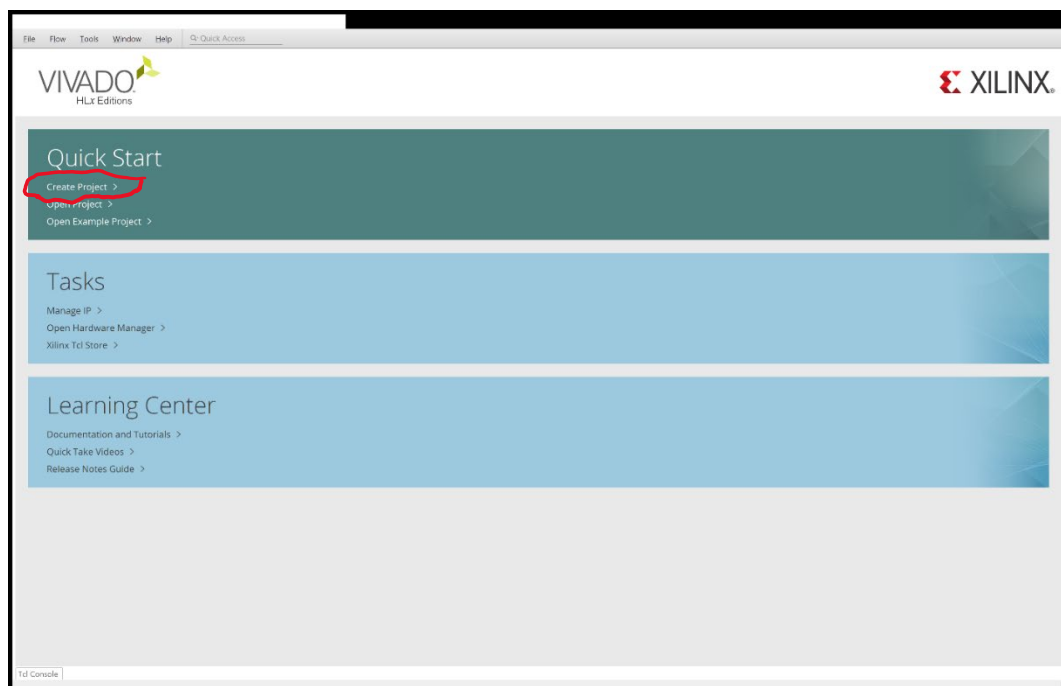 File Flow Tools Window Help Quick Access
VIVADO.
HLx Editions
XILINX.
Quick Start
Create Project >
Open Project >
Open Example Project >
Tasks
Manage IP >
Open Hardware Manager >
Xilinx Tcl Store >
Learning Center
Documentation and Tutorials >
Quick Take Videos >
Release Notes Guide >
Tcl Console